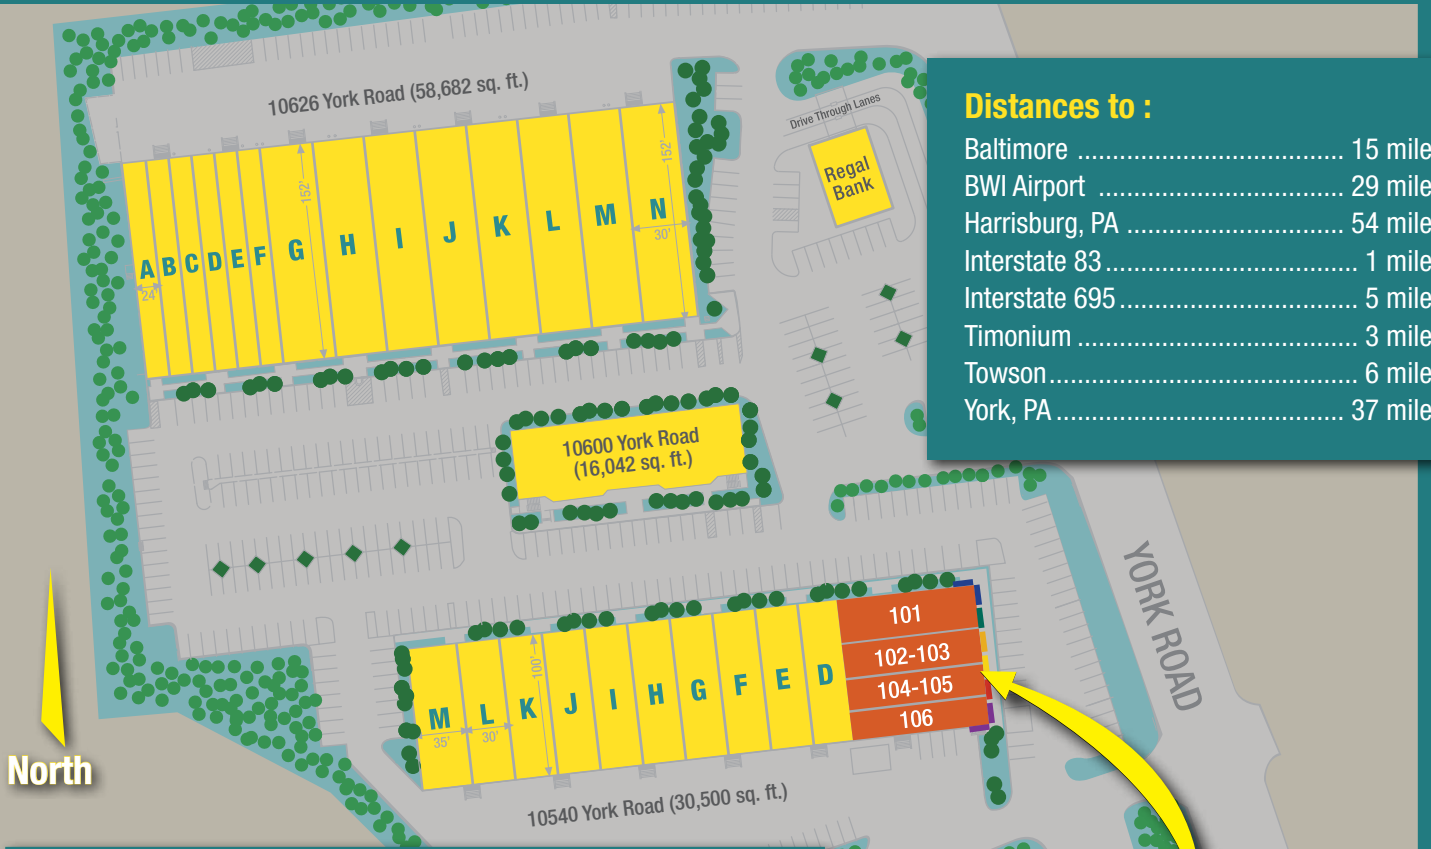 10626 York Road (58,682 sq. ft.)
Drive Through Lanes
Regal
Bank
Distances to :
Baltimore ...................................... 15 mile
BWI Airport ................................... 29 mile
Harrisburg, PA ............................... 54 mile
Interstate 83 .................................... 1 mile
Interstate 695 .................................. 5 mile
Timonium ........................................ 3 mile
Towson ............................................ 6 mile
York, PA ......................................... 37 mile
152'
152'
A B C D E F G H I J K L M N
24'
30'
10600 York Road
(16,042 sq. ft.)
YORK ROAD
101
102-103
104-105
106
100'
M L K J I H G F E D
35'
30'
North
10540 York Road (30,500 sq. ft.)